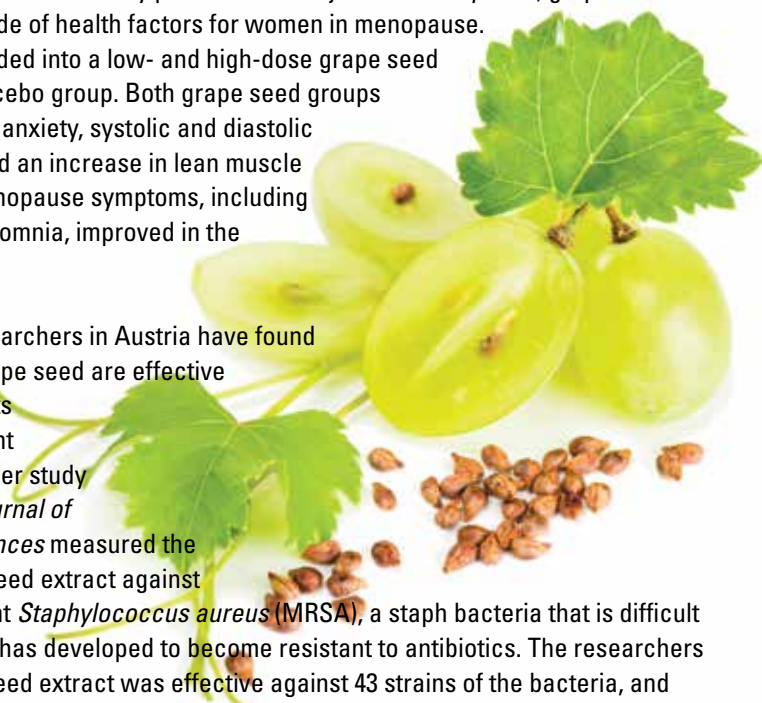 de of health factors for women in menopause.
ded into a low- and high-dose grape seed
cebo group. Both grape seed groups
anxiety, systolic and diastolic
d an increase in lean muscle
nopause symptoms, including
omnia, improved in the
archers in Austria have found
pe seed are effective
ts
nt
er study
rnal of
nces measured the
eed extract against
nt Staphylococcus aureus (MRSA), a staph bacteria that is difficult
has developed to become resistant to antibiotics. The researchers
eed extract was effective against 43 strains of the bacteria, and